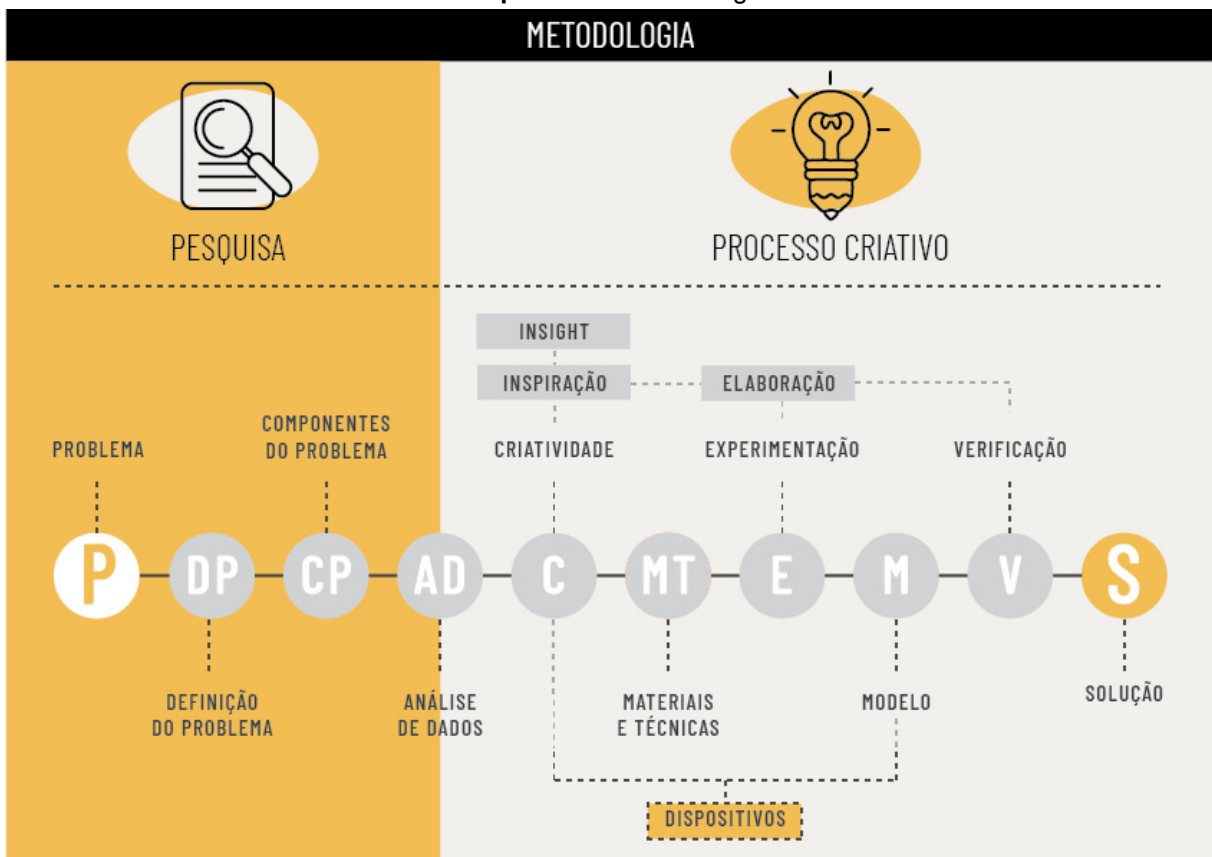 METODOLOGIA
PESQUISA
PROCESSO CRIATIVO
INSIGHT
INSPIRAÇÃO
ELABORAÇÃO
PROBLEMA
COMPONENTES
DO PROBLEMA
CRIATIVIDADE
EXPERIMENTAÇÃO
VERIFICAÇÃO
P
DP
CP
AD
C
MT
E
M
V
S
DEFINIÇÃO
DO PROBLEMA
ANÁLISE
DE DADOS
MATERIAIS
E TÉCNICAS
MODELO
SOLUÇÃO
DISPOSITIVOS